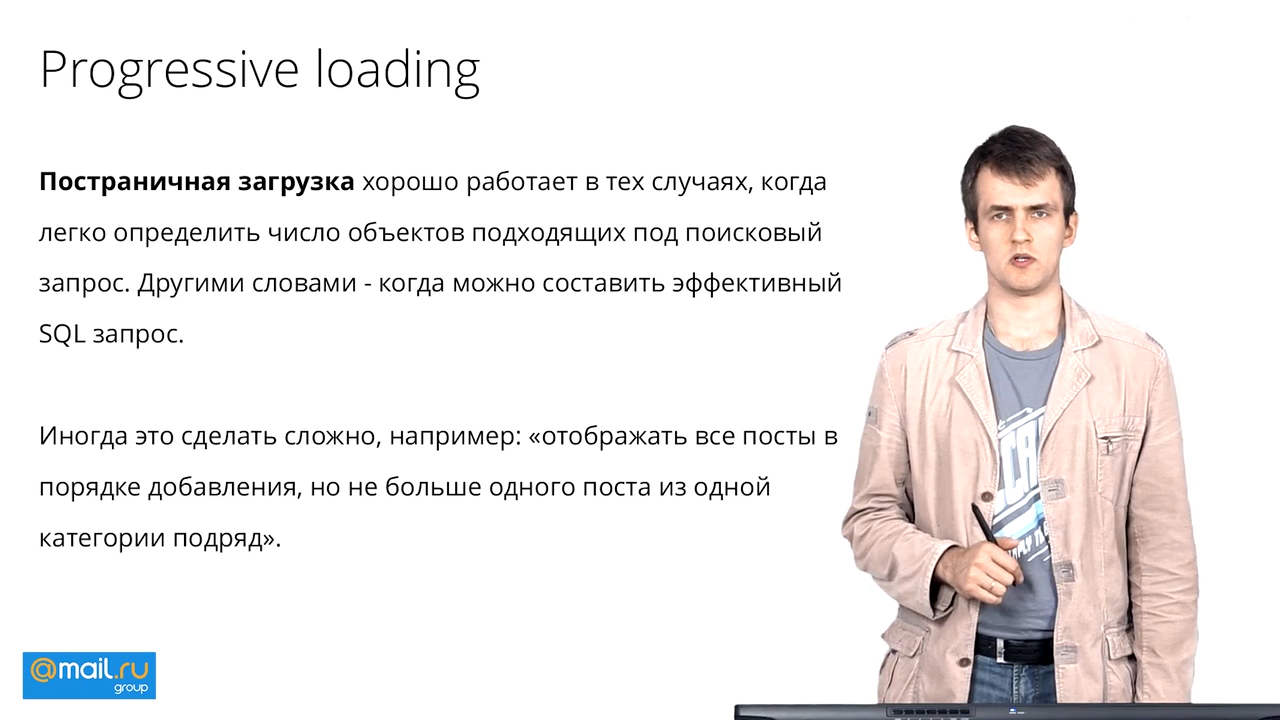 Progressive loading
Постраничная загрузка хорошо работает в тех случаях, когда
легко определить число объектов подходящих под поисковый
запрос. Другими словами - когда можно составить эффективный
SQL запрос.
Иногда это сделать сложно, например: «отображать все посты в
порядке добавления, но не больше одного поста из одной
категории подряд».
@mail.ru
group